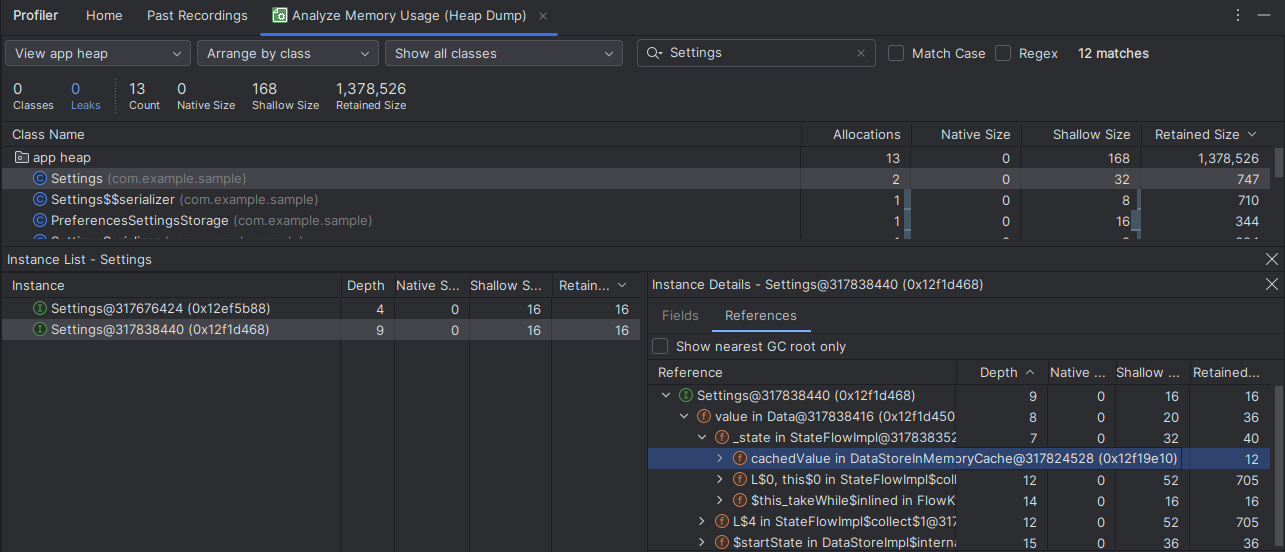 Profiler Home Past Recordings Analyze Memory Usage (Heap Dump)
View app heap Arrange by class Show all classes Settings Match Case Regex 12 matches
0 0 13 0 168 1,378,526
Classes Leaks Count Native Size Shallow Size Retained Size
Class Name Allocations Native Size Shallow Size Retained Size
app heap 13 0 168 1,378,526
Settings (com.example.sample) 2 0 32 747
Settings$$serializer (com.example.sample) 1 0 8 710
PreferencesSettingsStorage (com.example.sample) 1 0 16 344
Instance List - Settings
Instance Depth Native S... Shallow S... Retain...
Settings@317676424 (0x12ef5b88) 4 0 16 16
Settings@317838440 (0x12f1d468) 9 0 16 16
Instance Details - Settings@317838440 (0x12f1d468)
Fields References
Show nearest GC root only
Reference Depth Native ... Shallow ... Retained...
Settings@317838440 (0x12f1d468) 9 0 16 16
value in Data@317838416 (0x12f1d450 8 0 20 36
_state in StateFlowImpl@317838352 7 0 32 40
cachedValue in DataStoreInMemoryCache@317824528 (0x12f19e10) 12
L$0, this$0 in StateFlowImpl$coll 12 0 52 705
$this_takeWhile$inlined in FlowK 14 0 16 16
L$4 in StateFlowImpl$collect$1@317 12 0 52 705
$startState in DataStoreImpl$interna 15 0 36 36